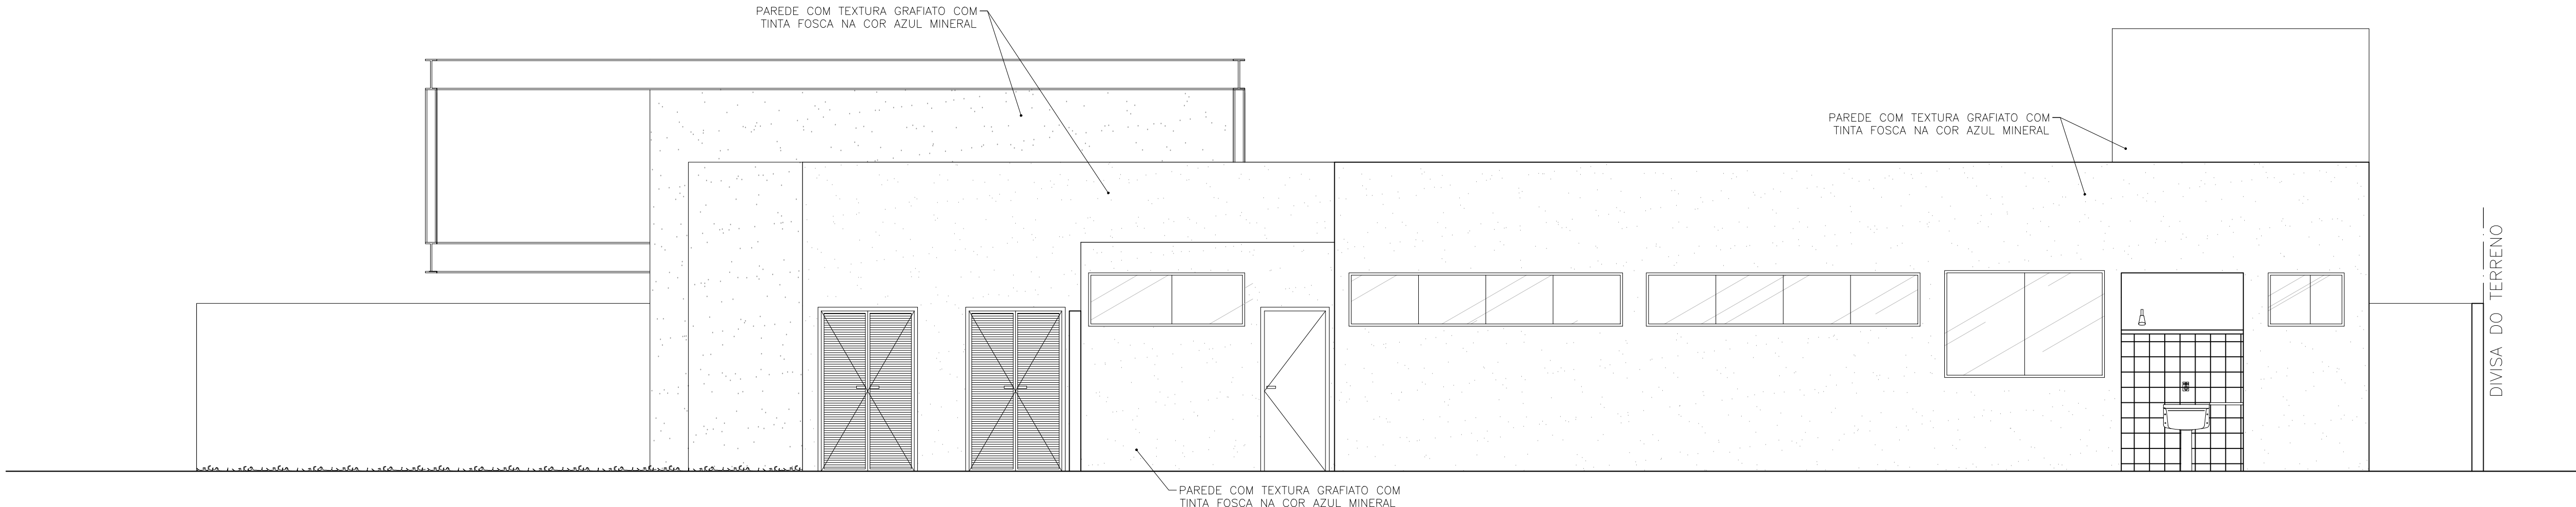 PAREDE COM TEXTURA GRAFIATO COM
TINTA FOSCA NA COR AZUL MINERAL
PAREDE COM TEXTURA GRAFIATO COM
TINTA FOSCA NA COR AZUL MINERAL
DIVISA DO TERRENO
PAREDE COM TEXTURA GRAFIATO COM
TINTA FOSCA NA COR AZUL MINERAL